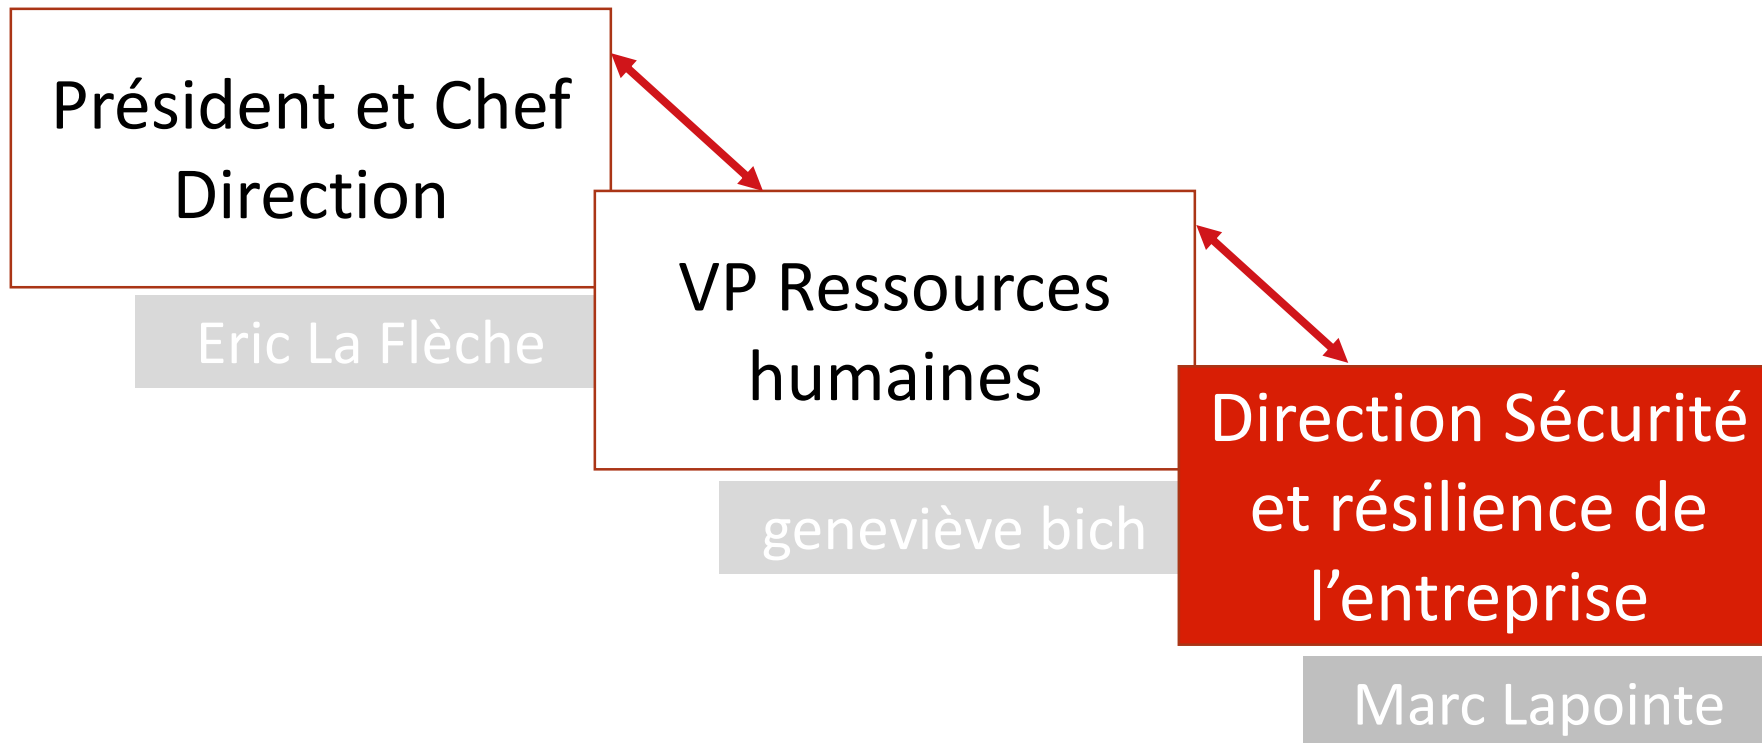 Président et Chef
Direction
Eric La Flèche
VP Ressources
humaines
geneviève bich
Direction Sécurité
et résilience de
l’entreprise
Marc Lapointe